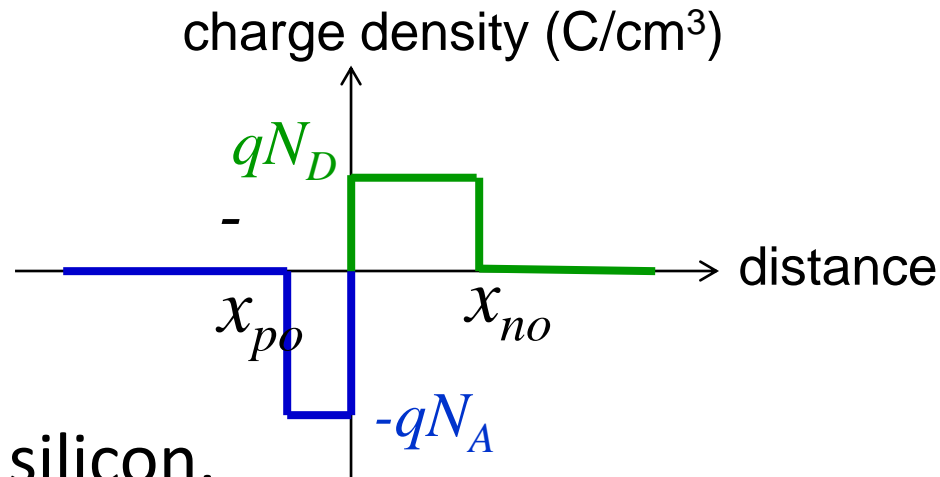 charge density (C/cm³)
qN_D
-
distance
x_po
x_no
-qN_A
silicon.